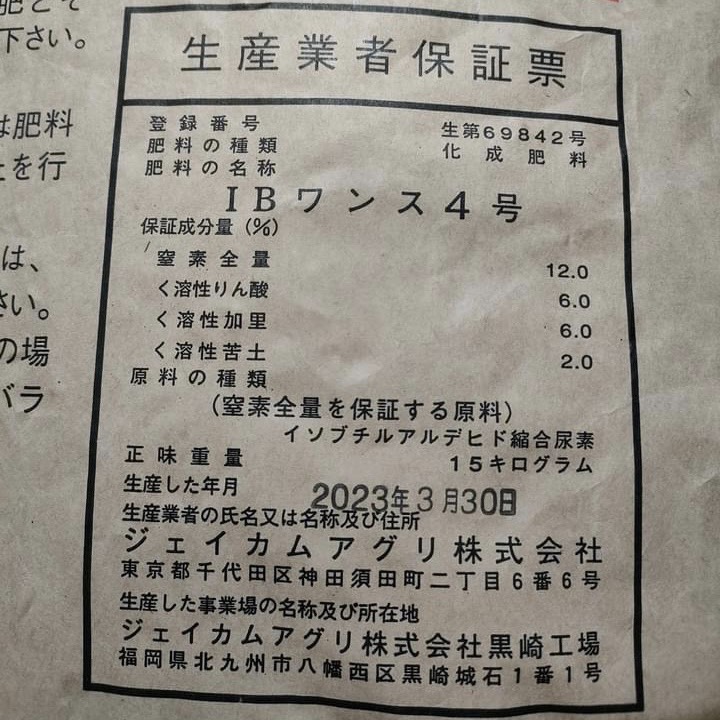 肥とそ
下さい。
は肥料
を行
は、
さい。
の場
バラ
生産業者保証票
登録番号 生第69842号
肥料の種類 化成肥料
肥料の名称
IBワンス4号
保証成分量(%)
窒素全量 12.0
く溶性りん酸 6.0
く溶性加里 6.0
く溶性苦土 2.0
原料の種類
(窒素全量を保証する原料)
イソブチルアルデヒド縮合尿素
正味重量 15キログラム
生産した年月 2023年3月30日
生産業者の氏名又は名称及び住所
ジェイカムアグリ株式会社
東京都千代田区神田須田町二丁目6番6号
生産した事業場の名称及び所在地
ジェイカムアグリ株式会社黒崎工場
福岡県北九州市八幡西区黒崎城石1番1号